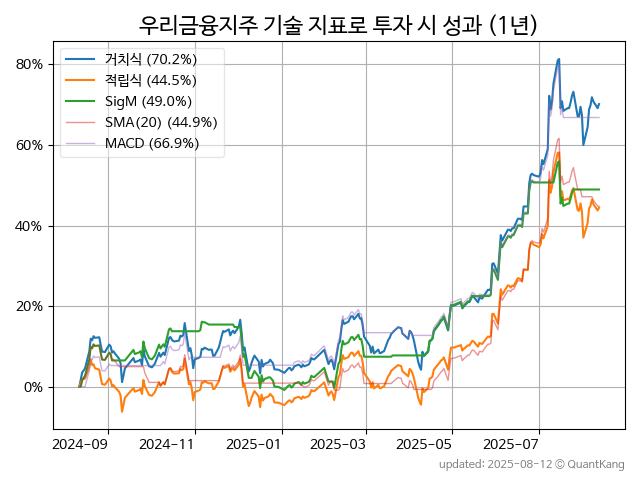 우리금융지주 기술 지표로 투자 시 성과 (1년)
거치식 (70.2%)
적립식 (44.5%)
SigM (49.0%)
SMA(20) (44.9%)
MACD (66.9%)
80%
60%
40%
20%
0%
2024-09 2024-11 2025-01 2025-03 2025-05 2025-07
updated: 2025-08-12 © QuantKang